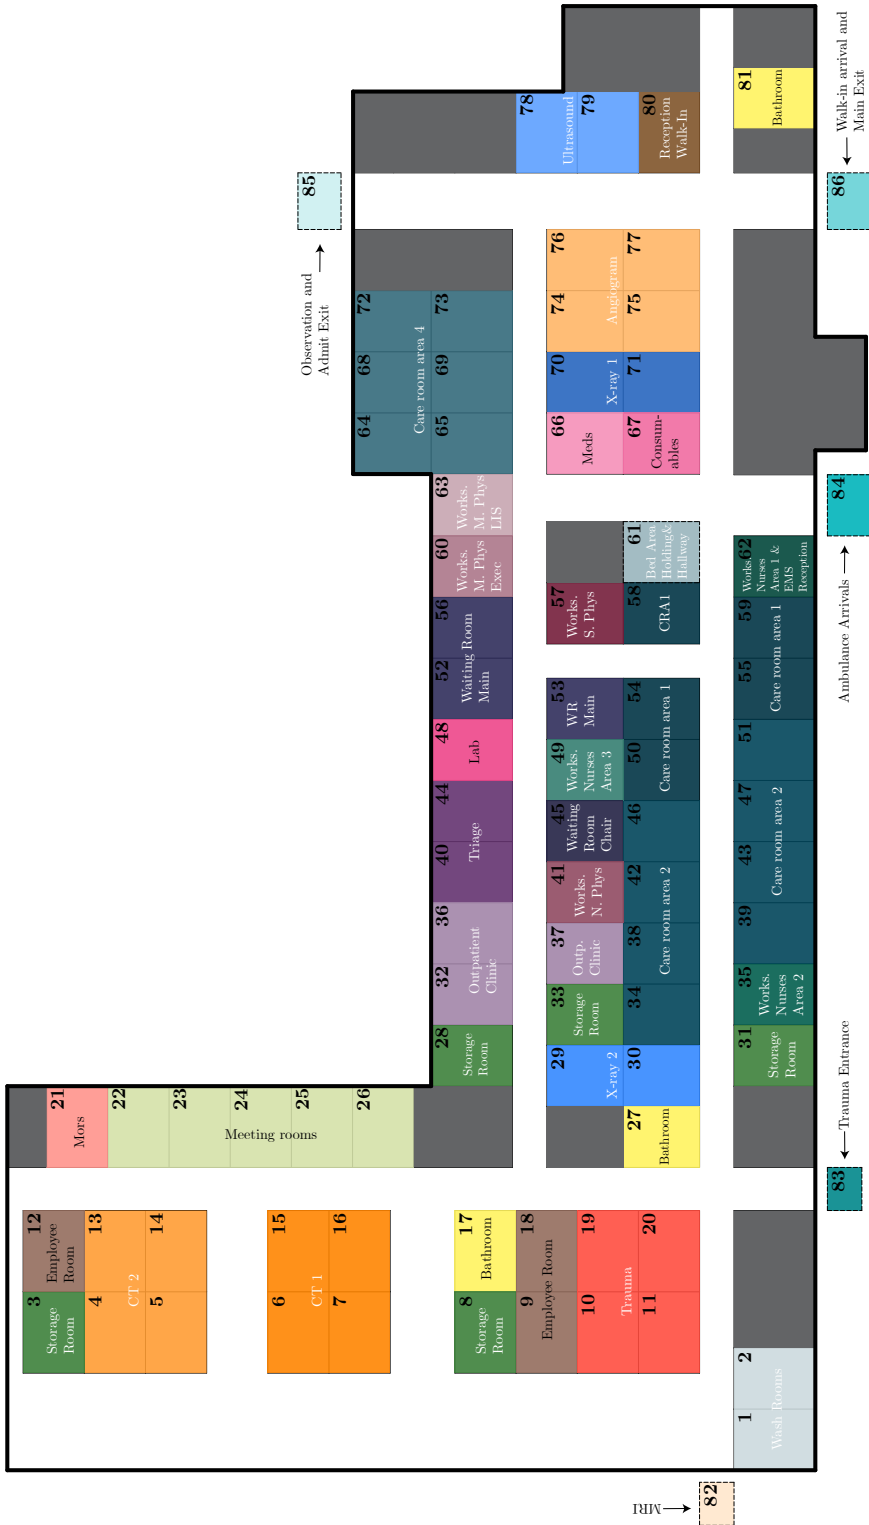 1
2
Wash Rooms
3
Storage
Room
4
5
CT 2
6
7
CT 1
8
Storage
Room
9
Employee Room
10
11
Trauma
12
Employee
Room
13
14
15
16
17
Bathroom
18
19
20
21
Mors
22
23
24
25
26
Meeting rooms
27
Bathroom
28
Storage
Room
29
30
X-ray 2
31
Storage
Room
32
36
Outpatient
Clinic
33
Storage
Room
34
38
42
46
Care room area 2
35
Works.
Nurses
Area 2
37
Outp.
Clinic
39
43
47
51
Care room area 2
40
44
Triage
41
Works.
N. Phys
45
Waiting
Room
Chair
48
Lab
49
Works.
Nurses
Area 3
50
54
Care room area 1
52
56
Waiting Room
Main
53
WR
Main
55
59
Care room area 1
57
Works.
S. Phys
58
CRA1
60
Works.
M. Phys
Exec
61
Bed Area
Holding&
Hallway
62
Works.
Nurses
Area 1 &
EMS
Reception
63
Works.
M. Phys
LIS
64
65
68
69
72
73
Care room area 4
66
Meds
67
Consum-
ables
70
71
X-ray 1
74
75
76
77
Angiogram
78
79
Ultrasound
80
Reception
Walk-In
81
Bathroom
82
MRI
83
Trauma Entrance
84
Ambulance Arrivals
85
Observation and
Admit Exit
86
Walk-in arrival and
Main Exit